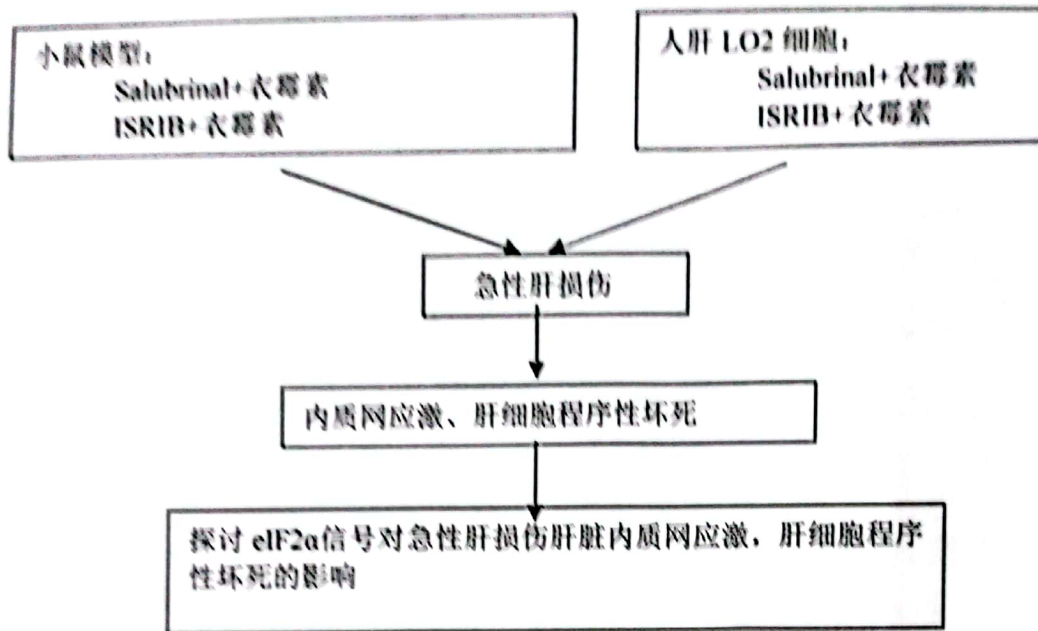 小鼠模型：
Salubrinal+衣霉素
ISRIB+衣霉素
人肝 LO2 细胞：
Salubrinal+衣霉素
ISRIB+衣霉素
急性肝损伤
内质网应激、肝细胞程序性坏死
探讨 eIF2α信号对急性肝损伤肝脏内质网应激，肝细胞程序
性坏死的影响